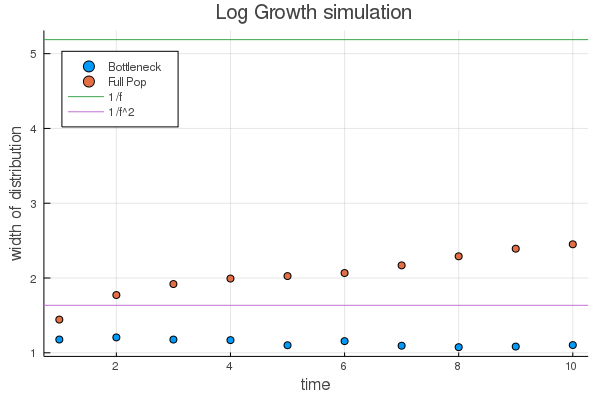 Log Growth simulation
width of distribution
5
4
3
2
1
Bottleneck
Full Pop
1/f
1/f^2
2
4
6
8
10
time